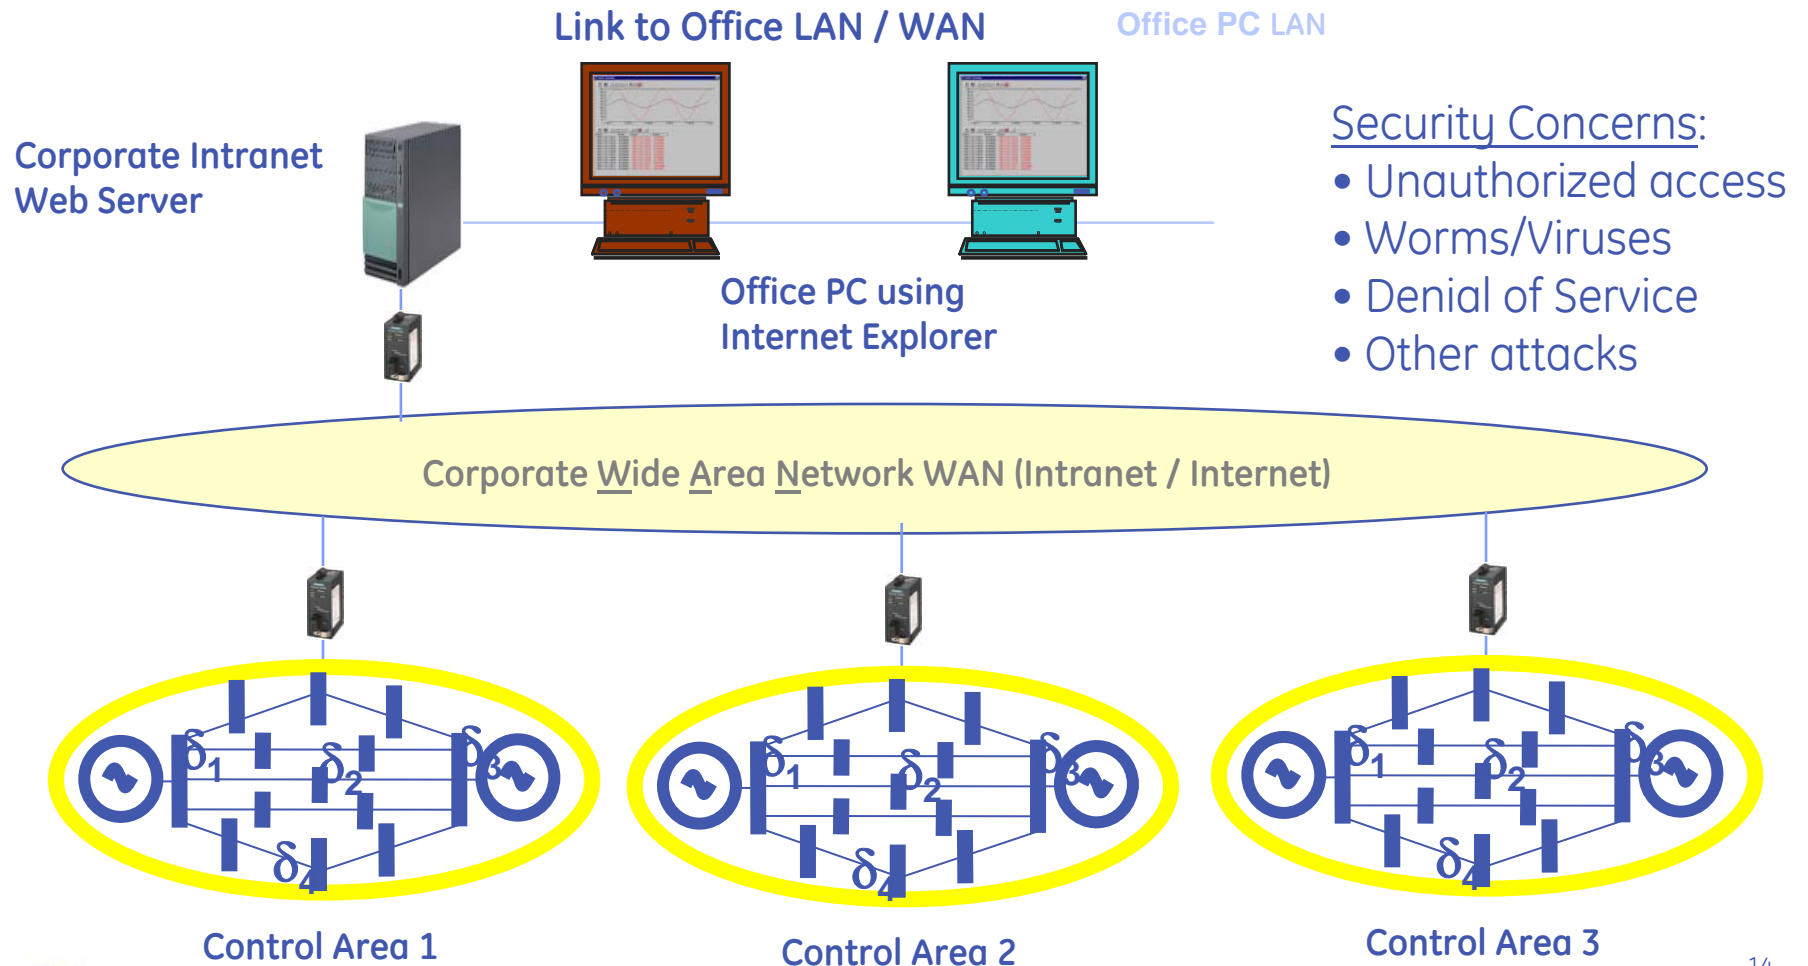 Link to Office LAN / WAN
Office PC LAN
Corporate Intranet
Web Server
Security Concerns:
• Unauthorized access
• Worms/Viruses
• Denial of Service
• Other attacks
Office PC using
Internet Explorer
Corporate Wide Area Network WAN (Intranet / Internet)
δ1
δ2
δ3
δ4
δ1
δ2
δ3
δ4
δ1
δ2
δ3
δ4
Control Area 1
Control Area 2
Control Area 3
14